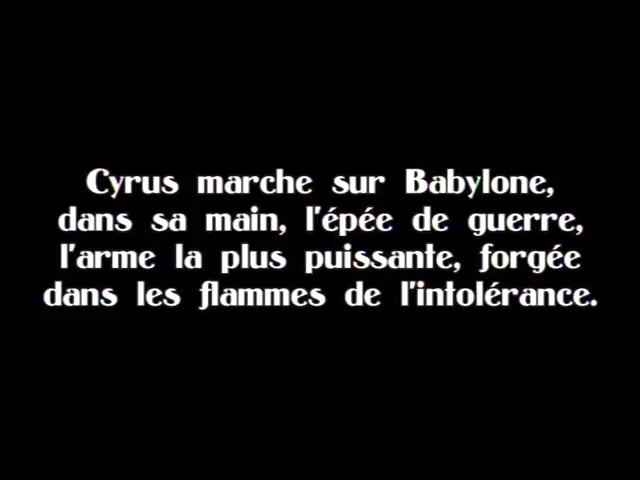 Cyrus marche sur Babylone,
dans sa main, l'épée de guerre,
l'arme la plus puissante, forgée
dans les flammes de l'intolérance.